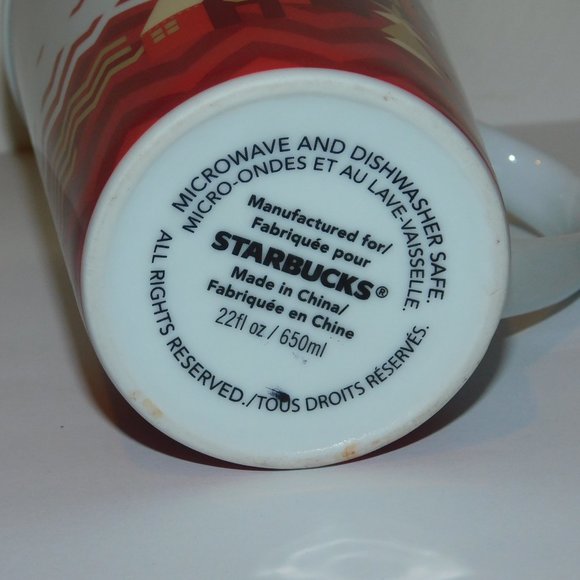 MICROWAVE AND DISHWASHER SAFE.
MICRO-ONDES ET AU LAVE-VAISSELLE.
Manufactured for/
Fabriquée pour
STARBUCKS®
Made in China/
Fabriquée en Chine
22fl oz / 650ml
ALL RIGHTS RESERVED./TOUS DROITS RÉSERVÉS.